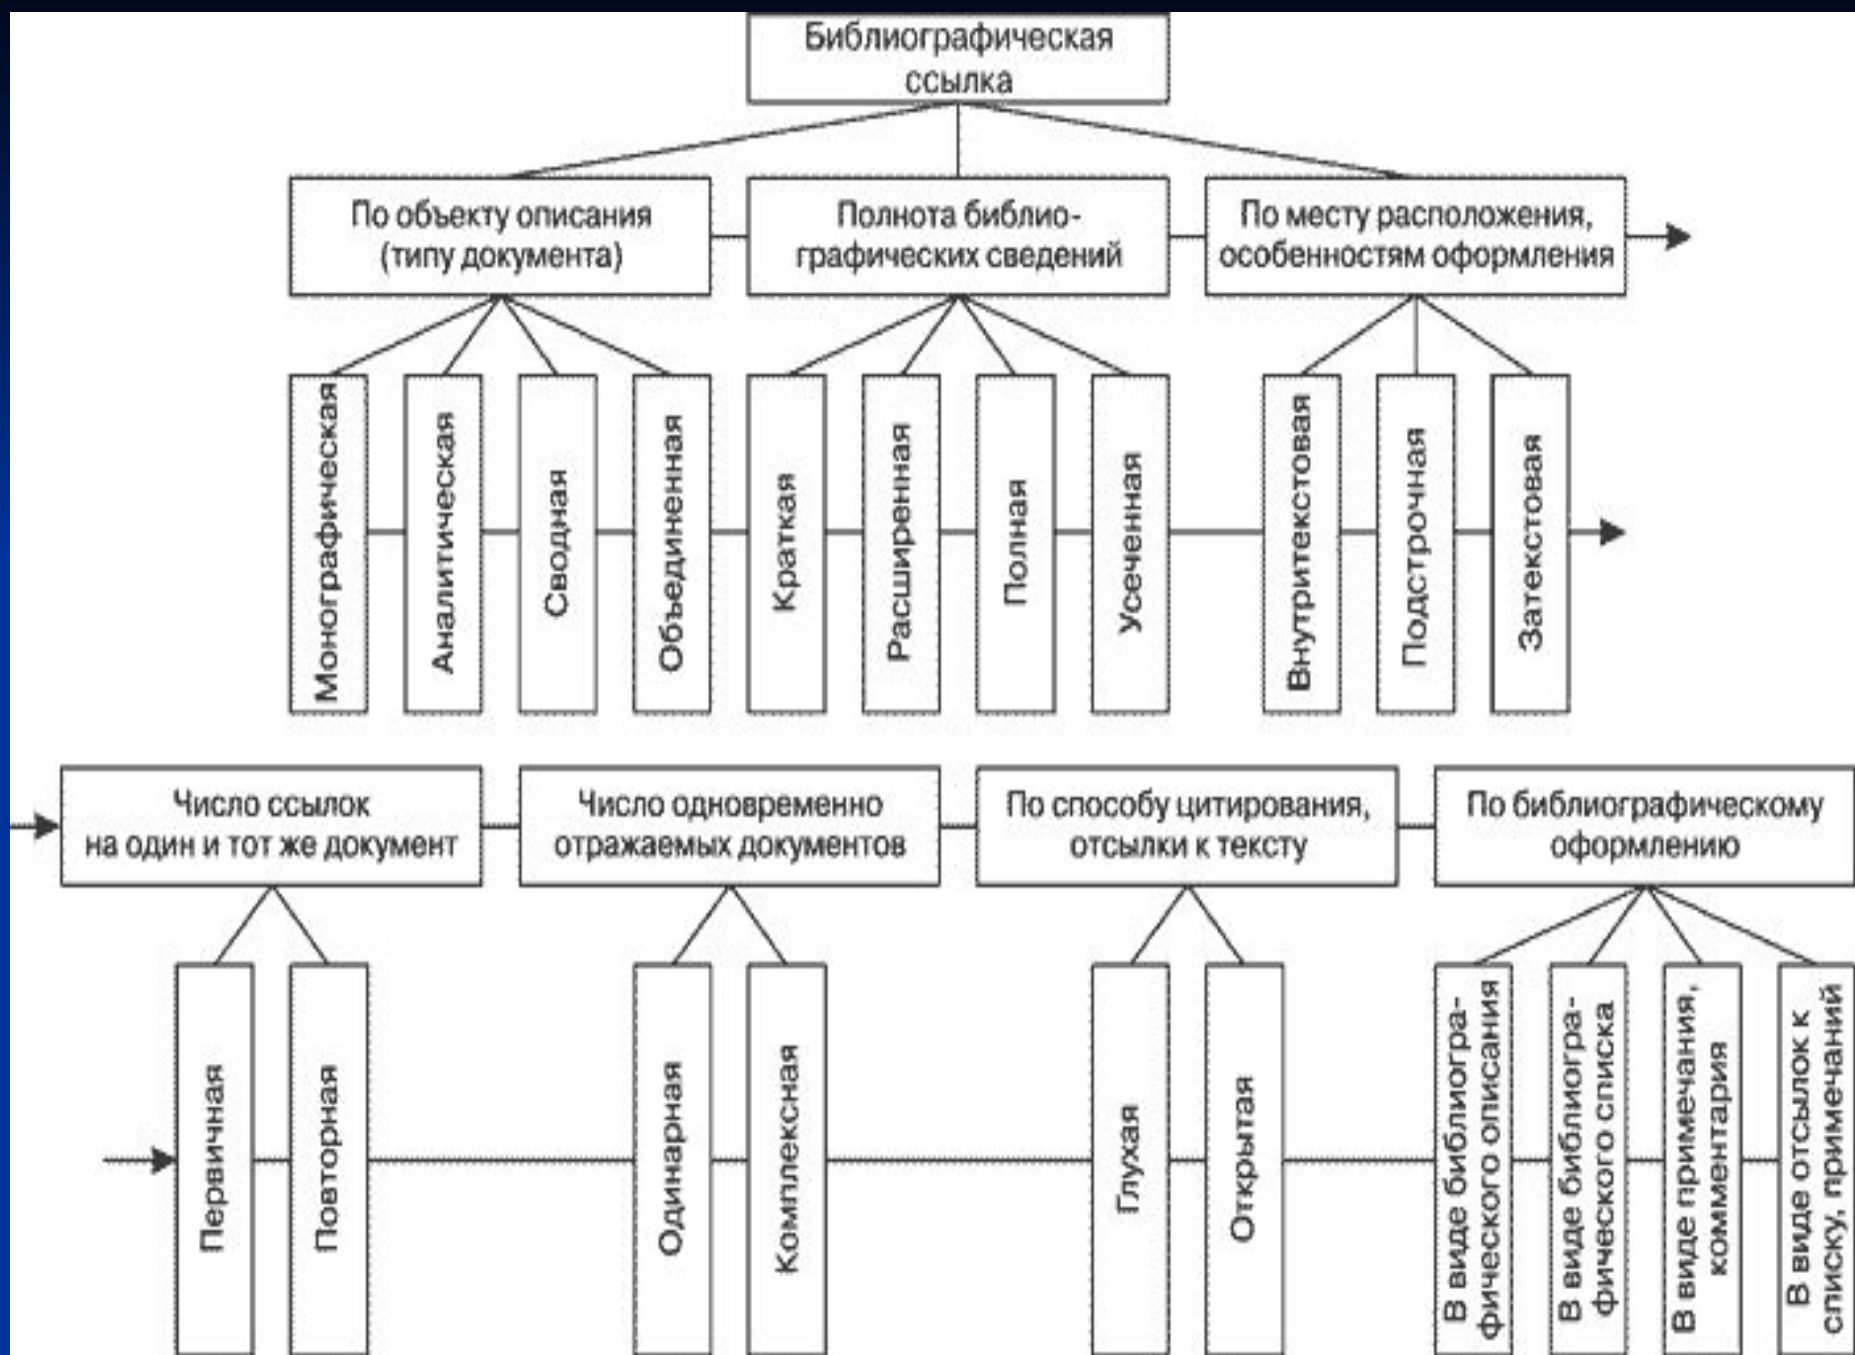 Библиографическая
ссылка
По объекту описания
(типу документа)
Полнота библио-
графических сведений
По месту расположения,
особенностям оформления
Монографическая
Аналитическая
Сводная
Объединенная
Краткая
Расширенная
Полная
Усеченная
Внутритекстовая
Подстрочная
Затекстовая
Число ссылок
на один и тот же документ
Число одновременно
отражаемых документов
По способу цитирования,
отсылки к тексту
По библиографическому
оформлению
Первичная
Повторная
Одинарная
Комплексная
Глухая
Открытая
В виде библиогра-
фического описания
В виде библиогра-
фического списка
В виде примечания,
комментария
В виде отсылок к
списку, примечаний